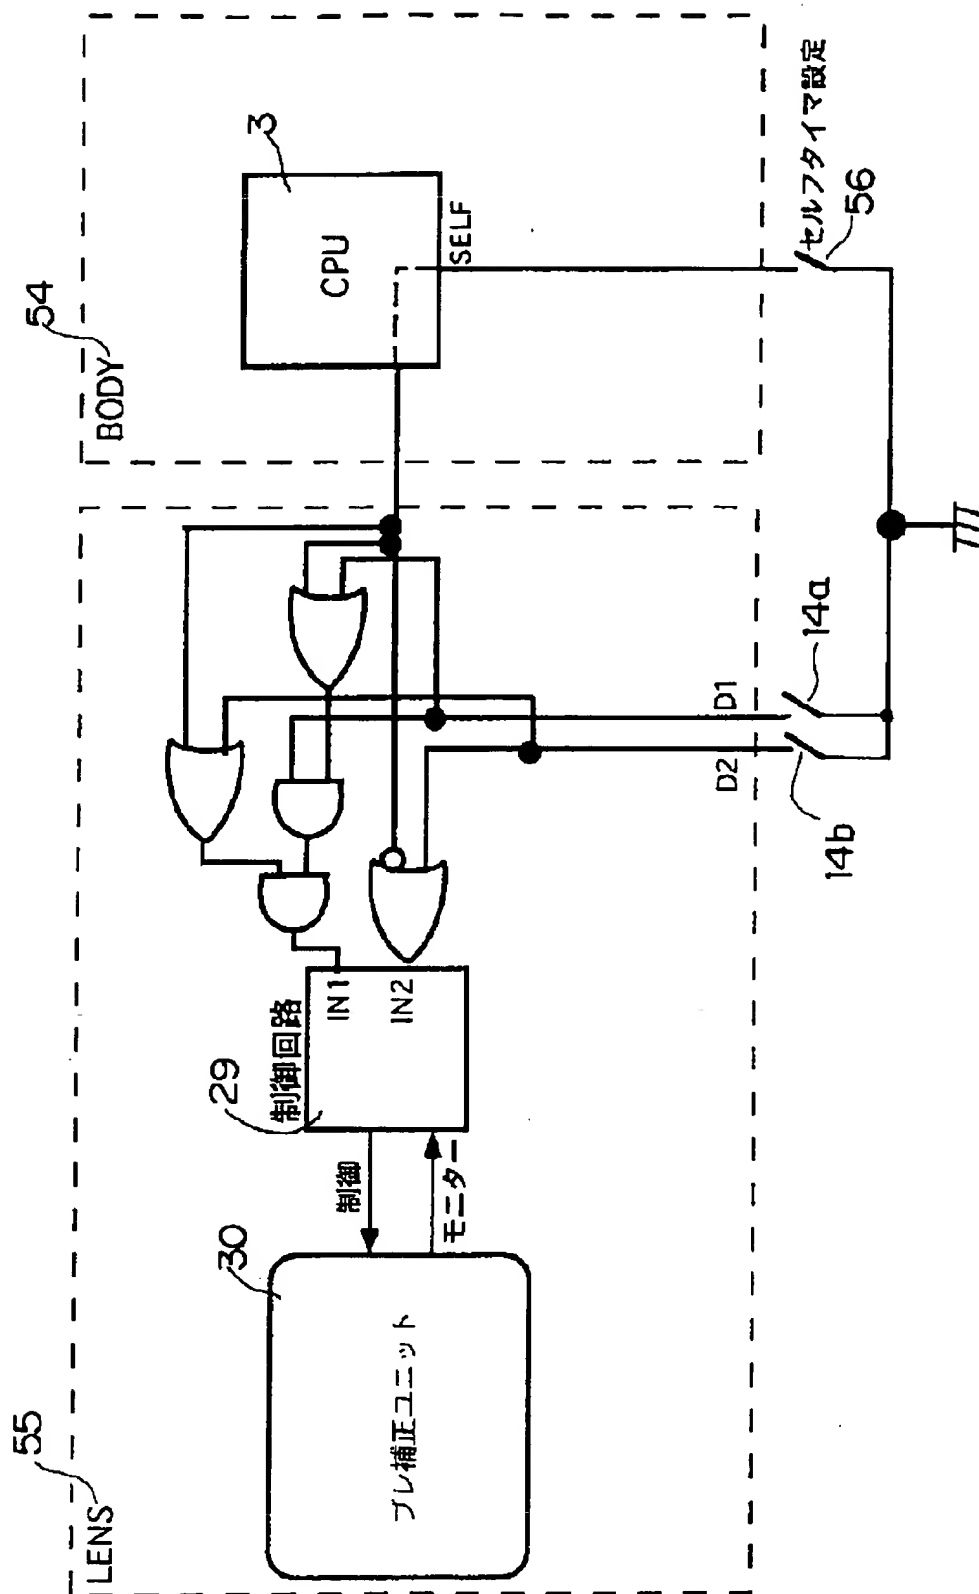 55
LENS
54
BODY
30
ブレ補正ユニット
制御
モニター
29
制御回路
IN1
IN2
3
CPU
SELF
D2
D1
14b
14a
セルフタイマ設定
56